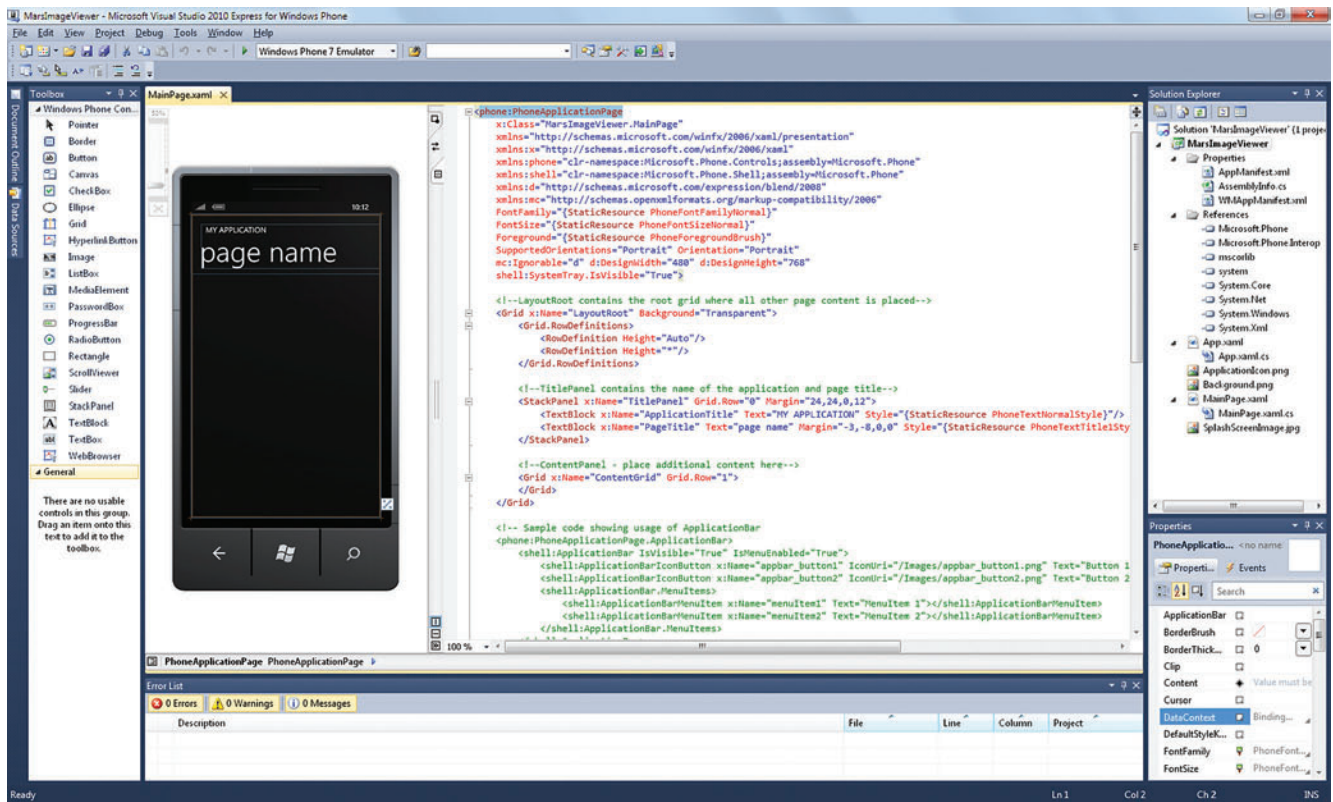 MarsImageViewer - Microsoft Visual Studio 2010 Express for Windows Phone
File Edit View Project Debug Tools Window Help
Windows Phone 7 Emulator
Document Outline
Data Sources
Toolbox
Windows Phone Con...
Pointer
Border
Button
Canvas
CheckBox
Ellipse
Grid
HyperlinkButton
Image
ListBox
MediaElement
PasswordBox
ProgressBar
RadioButton
Rectangle
ScrollViewer
Slider
StackPanel
TextBlock
TextBox
WebBrowser
General
There are no usable
controls in this group.
Drag an item onto this
text to add it to the
toolbox.
MainPage.xaml
10:12
MY APPLICATION
page name
<phone:PhoneApplicationPage
x:Class="MarsImageViewer.MainPage"
xmlns="http://schemas.microsoft.com/winfx/2006/xaml/presentation"
xmlns:x="http://schemas.microsoft.com/winfx/2006/xaml"
xmlns:phone="clr-namespace:Microsoft.Phone.Controls;assembly=Microsoft.Phone"
xmlns:shell="clr-namespace:Microsoft.Phone.Shell;assembly=Microsoft.Phone"
xmlns:d="http://schemas.microsoft.com/expression/blend/2008"
xmlns:mc="http://schemas.openxmlformats.org/markup-compatibility/2006"
FontFamily="{StaticResource PhoneFontFamilyNormal}"
FontSize="{StaticResource PhoneFontSizeNormal}"
Foreground="{StaticResource PhoneForegroundBrush}"
SupportedOrientations="Portrait" Orientation="Portrait"
mc:Ignorable="d" d:DesignWidth="480" d:DesignHeight="768"
shell:SystemTray.IsVisible="True">
<!--LayoutRoot contains the root grid where all other page content is placed-->
<Grid x:Name="LayoutRoot" Background="Transparent">
<Grid.RowDefinitions>
<RowDefinition Height="Auto"/>
<RowDefinition Height="*"/>
</Grid.RowDefinitions>
<!--TitlePanel contains the name of the application and page title-->
<StackPanel x:Name="TitlePanel" Grid.Row="0" Margin="24,24,0,12">
<TextBlock x:Name="ApplicationTitle" Text="MY APPLICATION" Style="{StaticResource PhoneTextNormalStyle}"/>
<TextBlock x:Name="PageTitle" Text="page name" Margin="-3,-8,0,0" Style="{StaticResource PhoneTextTitle1Sty
</StackPanel>
<!--ContentPanel - place additional content here-->
<Grid x:Name="ContentGrid" Grid.Row="1">
</Grid>
</Grid>
<!-- Sample code showing usage of ApplicationBar
<phone:PhoneApplicationPage.ApplicationBar>
<shell:ApplicationBar IsVisible="True" IsMenuEnabled="True">
<shell:ApplicationBarIconButton x:Name="appbar_button1" IconUri="/Images/appbar_button1.png" Text="Button 1
<shell:ApplicationBarIconButton x:Name="appbar_button2" IconUri="/Images/appbar_button2.png" Text="Button 2
<shell:ApplicationBar.MenuItems>
<shell:ApplicationBarMenuItem x:Name="menuItem1" Text="MenuItem 1"></shell:ApplicationBarMenuItem>
<shell:ApplicationBarMenuItem x:Name="menuItem2" Text="MenuItem 2"></shell:ApplicationBarMenuItem>
</shell:ApplicationBar.MenuItems>
100 %
PhoneApplicationPage PhoneApplicationPage
Error List
0 Errors 0 Warnings 0 Messages
Description File Line Column Project
Solution Explorer
Solution 'MarsImageViewer' (1 proje
MarsImageViewer
Properties
AppManifest.xml
AssemblyInfo.cs
WMAppManifest.xml
References
Microsoft.Phone
Microsoft.Phone.Interop
mscorlib
system
System.Core
System.Net
System.Windows
System.Xml
App.xaml
App.xaml.cs
ApplicationIcon.png
Background.png
MainPage.xaml
MainPage.xaml.cs
SplashScreenImage.jpg
Properties
PhoneApplicatio... <no name
Properti... Events
Search
ApplicationBar
BorderBrush
BorderThick... 0
Clip
Content Value must be
Cursor
DataContext Binding...
DefaultStyleK...
FontFamily PhoneFont...
FontSize PhoneFont...
Ready Ln 1 Col 2 Ch 2 INS